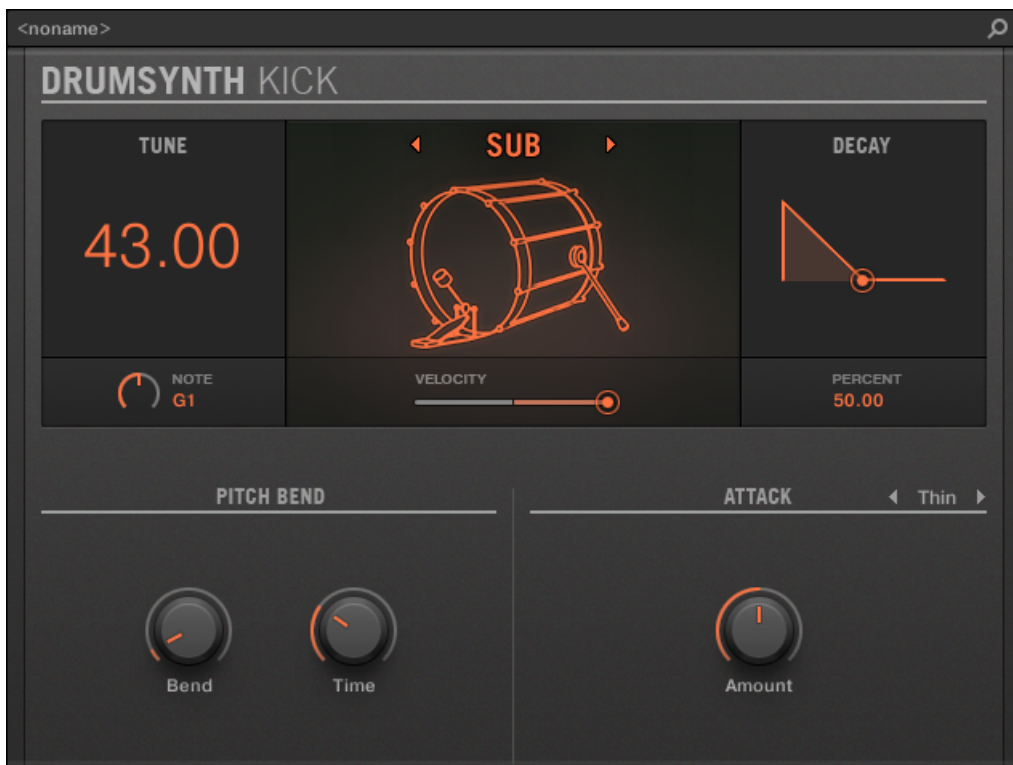 <noname>
DRUMSYNTH KICK
TUNE
SUB
DECAY
43.00
NOTE
G1
VELOCITY
PERCENT
50.00
PITCH BEND
ATTACK
Thin
Bend
Time
Amount